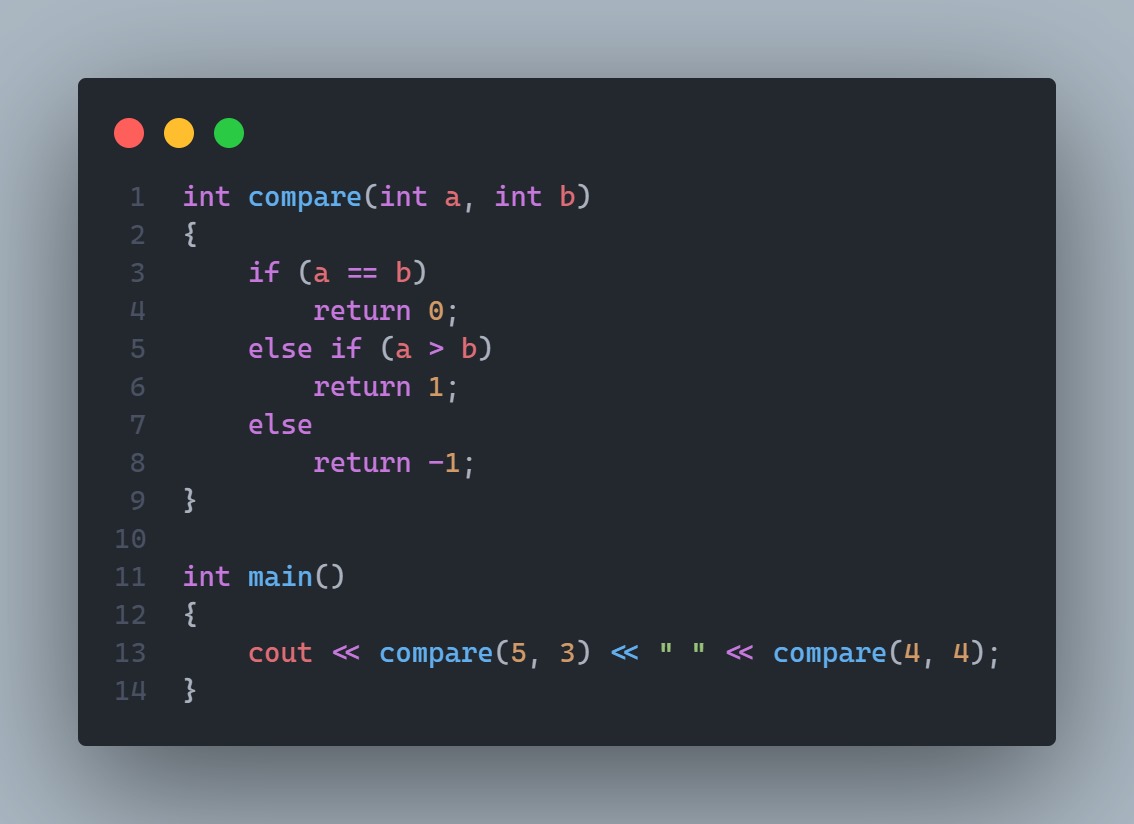 1 int compare(int a, int b)
2 {
3     if (a == b)
4         return 0;
5     else if (a > b)
6         return 1;
7     else
8         return -1;
9 }
10
11 int main()
12 {
13     cout << compare(5, 3) << " " << compare(4, 4);
14 }